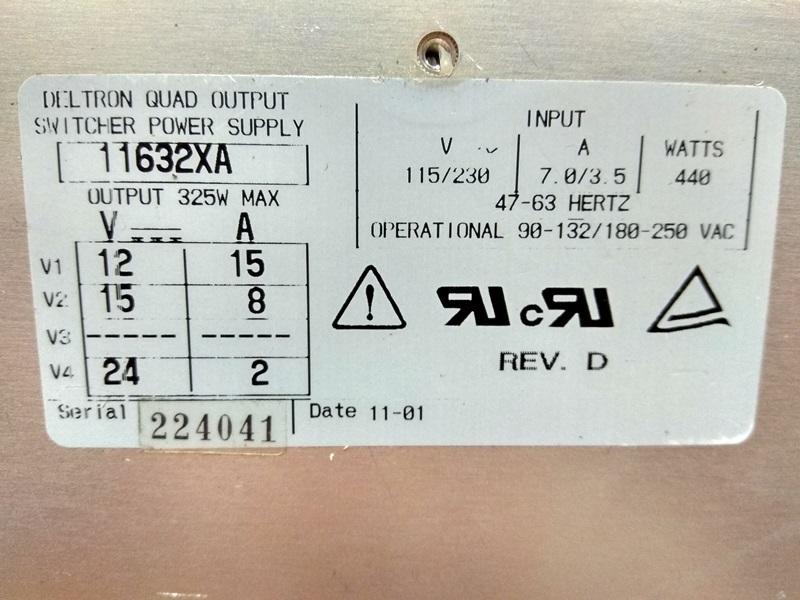 DELTRON QUAD OUTPUT
SWITCHER POWER SUPPLY
11632XA
OUTPUT 325W MAX
V A
V1 12 15
V2 15 8
V3 ------ ------
V4 24 2
Serial 224041 Date 11-01
INPUT
V ~ A WATTS
115/230 7.0/3.5 440
47-63 HERTZ
OPERATIONAL 90-132/180-250 VAC
RU cRU
REV. D